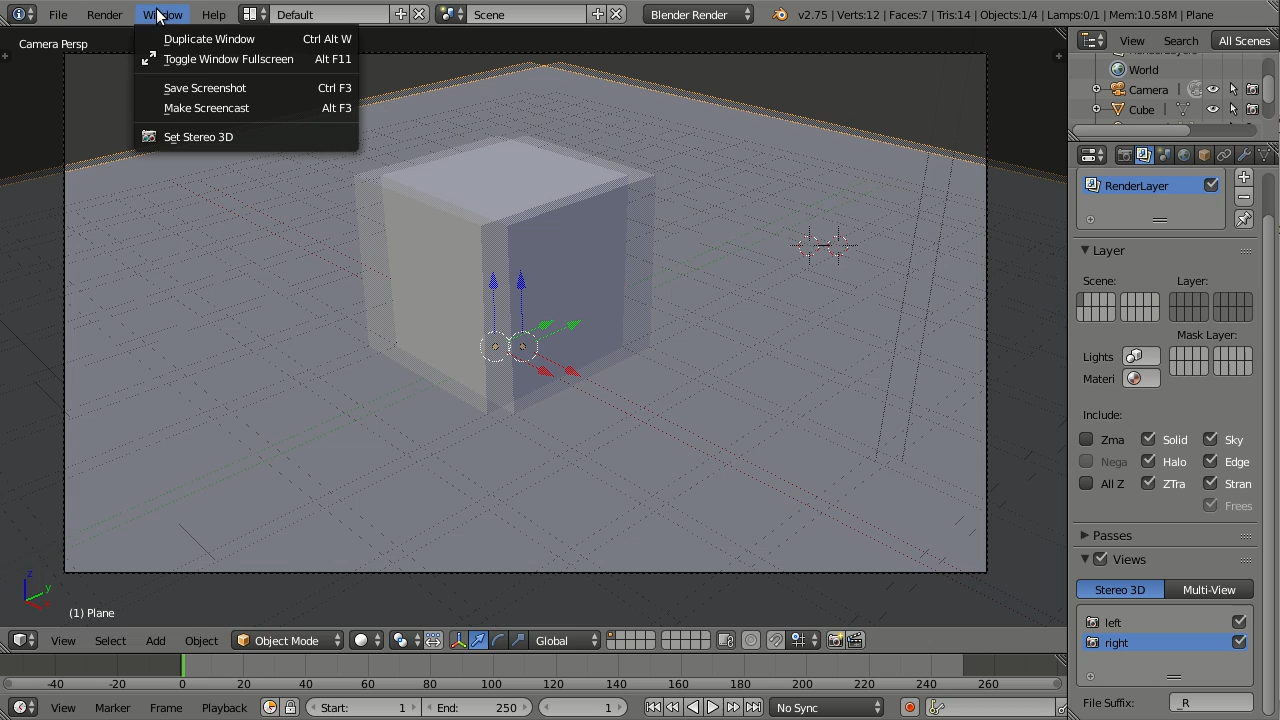 File Render Window Help Default Scene Blender Render v2.75 | Verts:12 | Faces:7 | Tris:14 | Objects:1/4 | Lamps:0/1 | Mem:10.58M | Plane
Camera Persp
Duplicate Window Ctrl Alt W
Toggle Window Fullscreen Alt F11
Save Screenshot Ctrl F3
Make Screencast Alt F3
Set Stereo 3D
View Search All Scenes
World
Camera
Cube
RenderLayer
Layer
Scene: Layer:
Mask Layer:
Lights
Materi
Include:
Zma Solid Sky
Nega Halo Edge
All Z ZTra Stran
Frees
Passes
Views
Stereo 3D Multi-View
left
right
File Suffix: _R
z
y
x
(1) Plane
View Select Add Object Object Mode Global
-40 -20 0 20 40 60 80 100 120 140 160 180 200 220 240 260
View Marker Frame Playback Start: 1 End: 250 1 No Sync